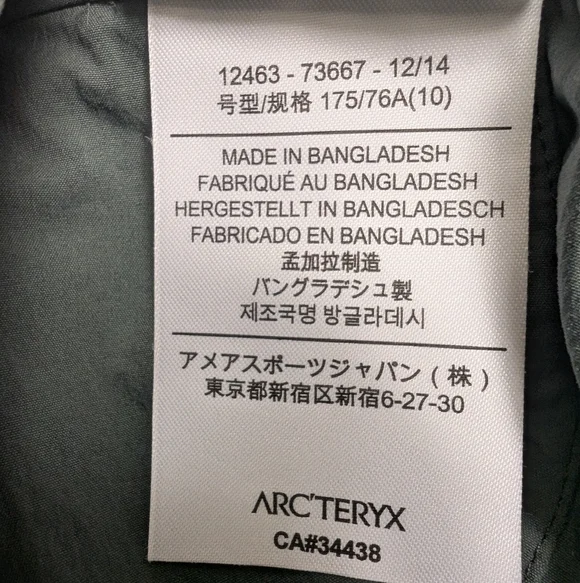 12463 - 73667 - 12/14
号型/规格 175/76A(10)
MADE IN BANGLADESH
FABRIQUÉ AU BANGLADESH
HERGESTELLT IN BANGLADESCH
FABRICADO EN BANGLADESH
孟加拉制造
バングラデシュ製
제조국명 방글라데시
アメアスポーツジャパン ( 株 )
東京都新宿区新宿6-27-30
ARC'TERYX
CA#34438